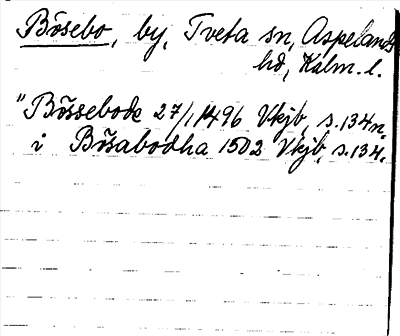 Bösebo, by, Tveta sn, Aspelands
hd, Kalm. l.
"Bössebode 27/1 1496 Vkjb, s. 134 n.
i Bösabodha 1502 Vkjb, s. 134.